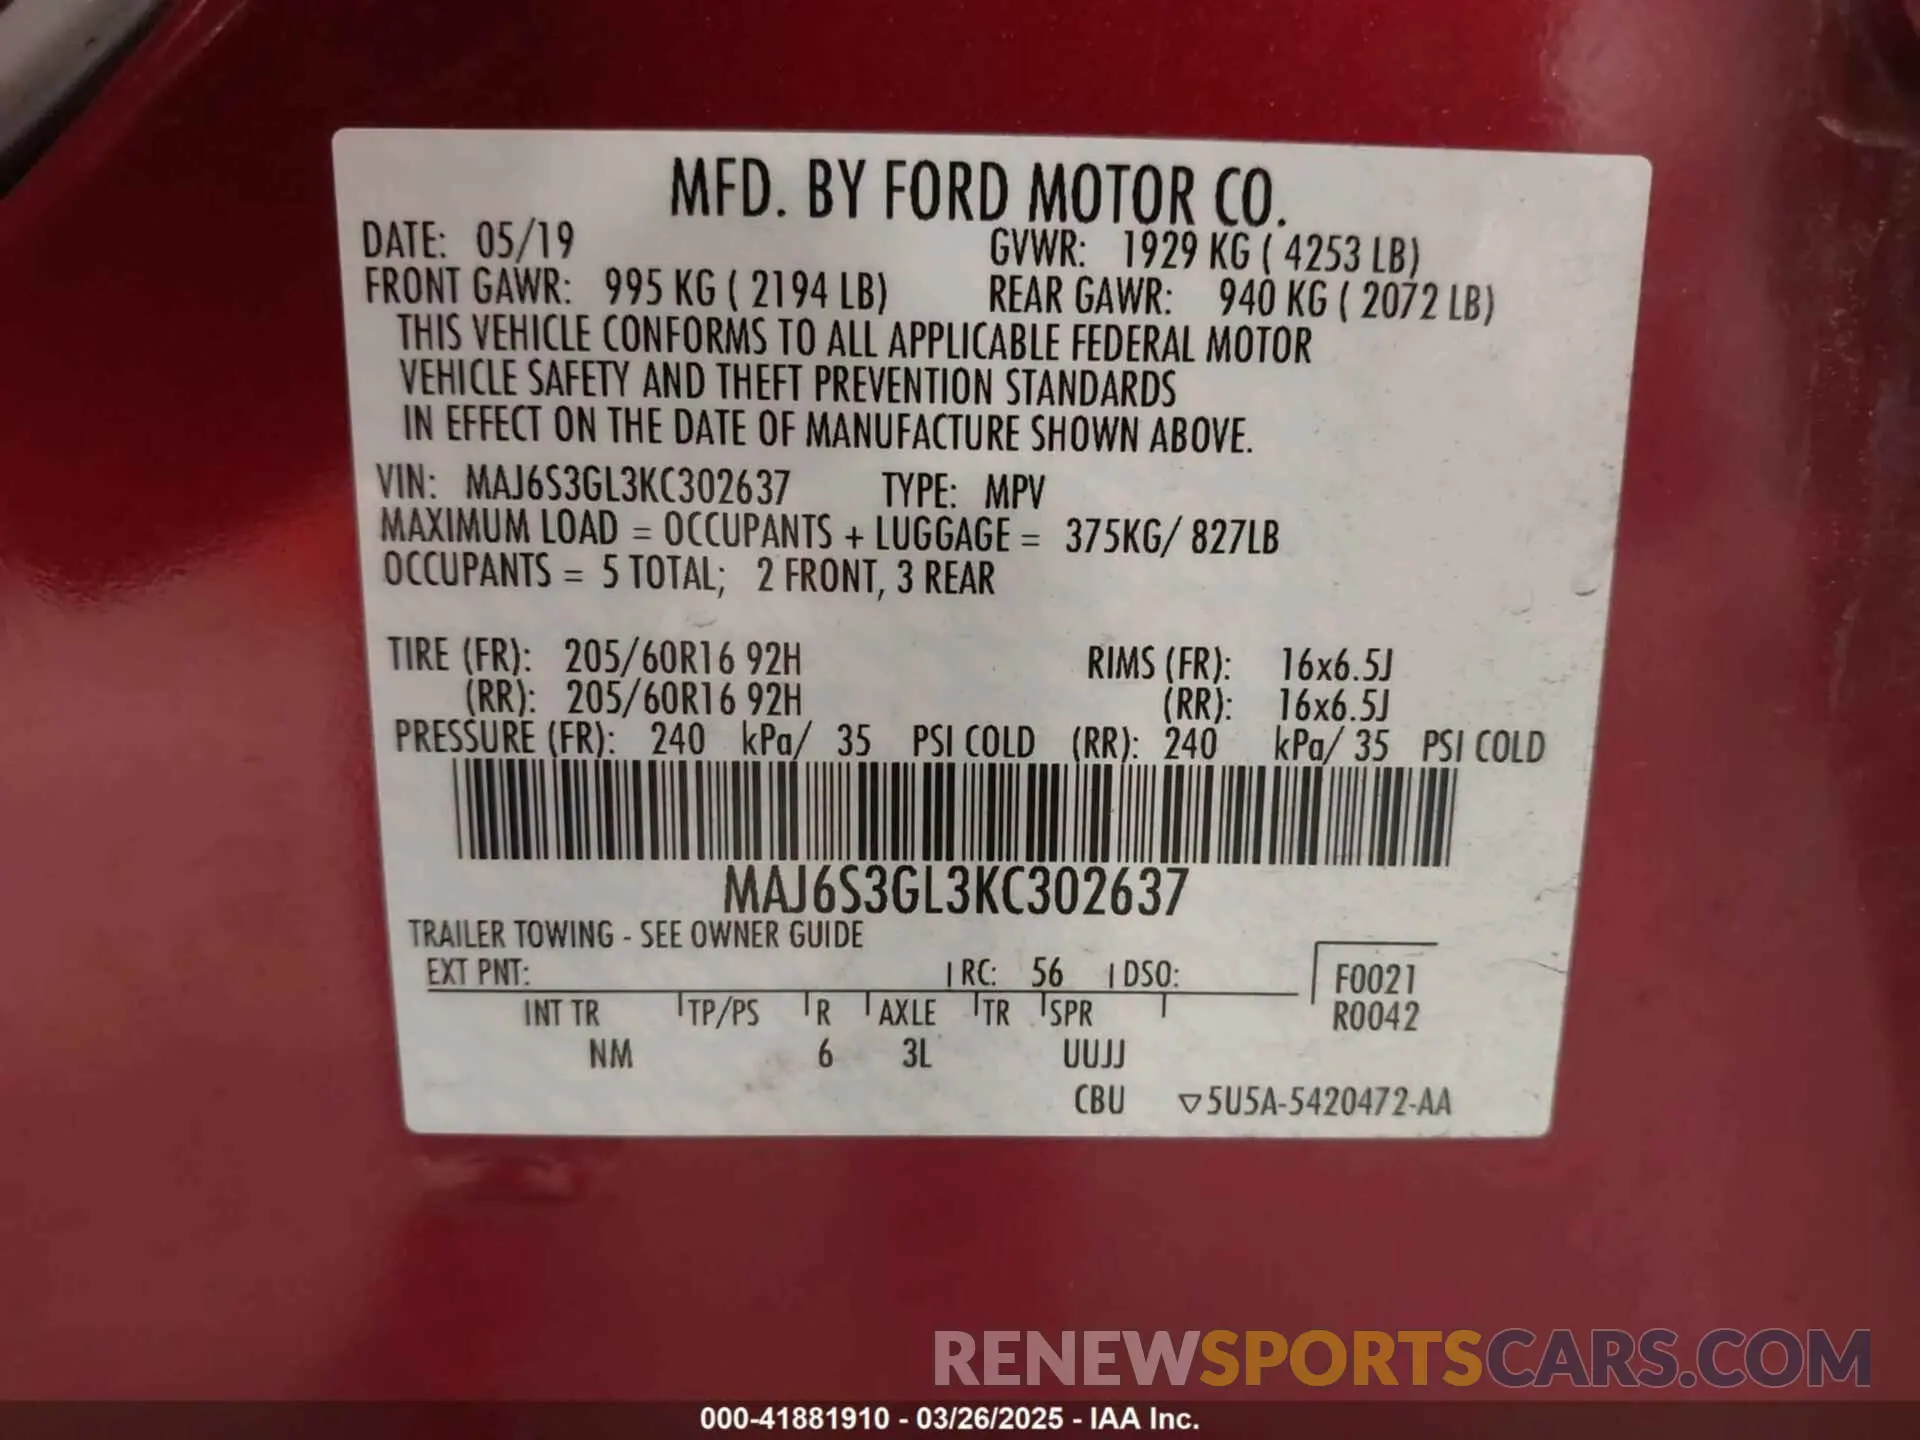 MFD. BY FORD MOTOR CO.
DATE: 05/19 GVWR: 1929 KG ( 4253 LB)
FRONT GAWR: 995 KG ( 2194 LB) REAR GAWR: 940 KG ( 2072 LB)
THIS VEHICLE CONFORMS TO ALL APPLICABLE FEDERAL MOTOR
VEHICLE SAFETY AND THEFT PREVENTION STANDARDS
IN EFFECT ON THE DATE OF MANUFACTURE SHOWN ABOVE.
VIN: MAJ6S3GL3KC302637 TYPE: MPV
MAXIMUM LOAD = OCCUPANTS + LUGGAGE = 375KG/ 827LB
OCCUPANTS = 5 TOTAL; 2 FRONT, 3 REAR
TIRE (FR): 205/60R16 92H RIMS (FR): 16x6.5J
(RR): 205/60R16 92H (RR): 16x6.5J
PRESSURE (FR): 240 kPa/ 35 PSI COLD (RR): 240 kPa/ 35 PSI COLD
MAJ6S3GL3KC302637
TRAILER TOWING - SEE OWNER GUIDE
EXT PNT: RC: 56 DSO: F0021
INT TR TP/PS R AXLE TR SPR R0042
NM 6 3L UUJJ
CBU ▽5U5A-5420472-AA
RENEWSPORTSCARS.COM
000-41881910 - 03/26/2025 - IAA Inc.